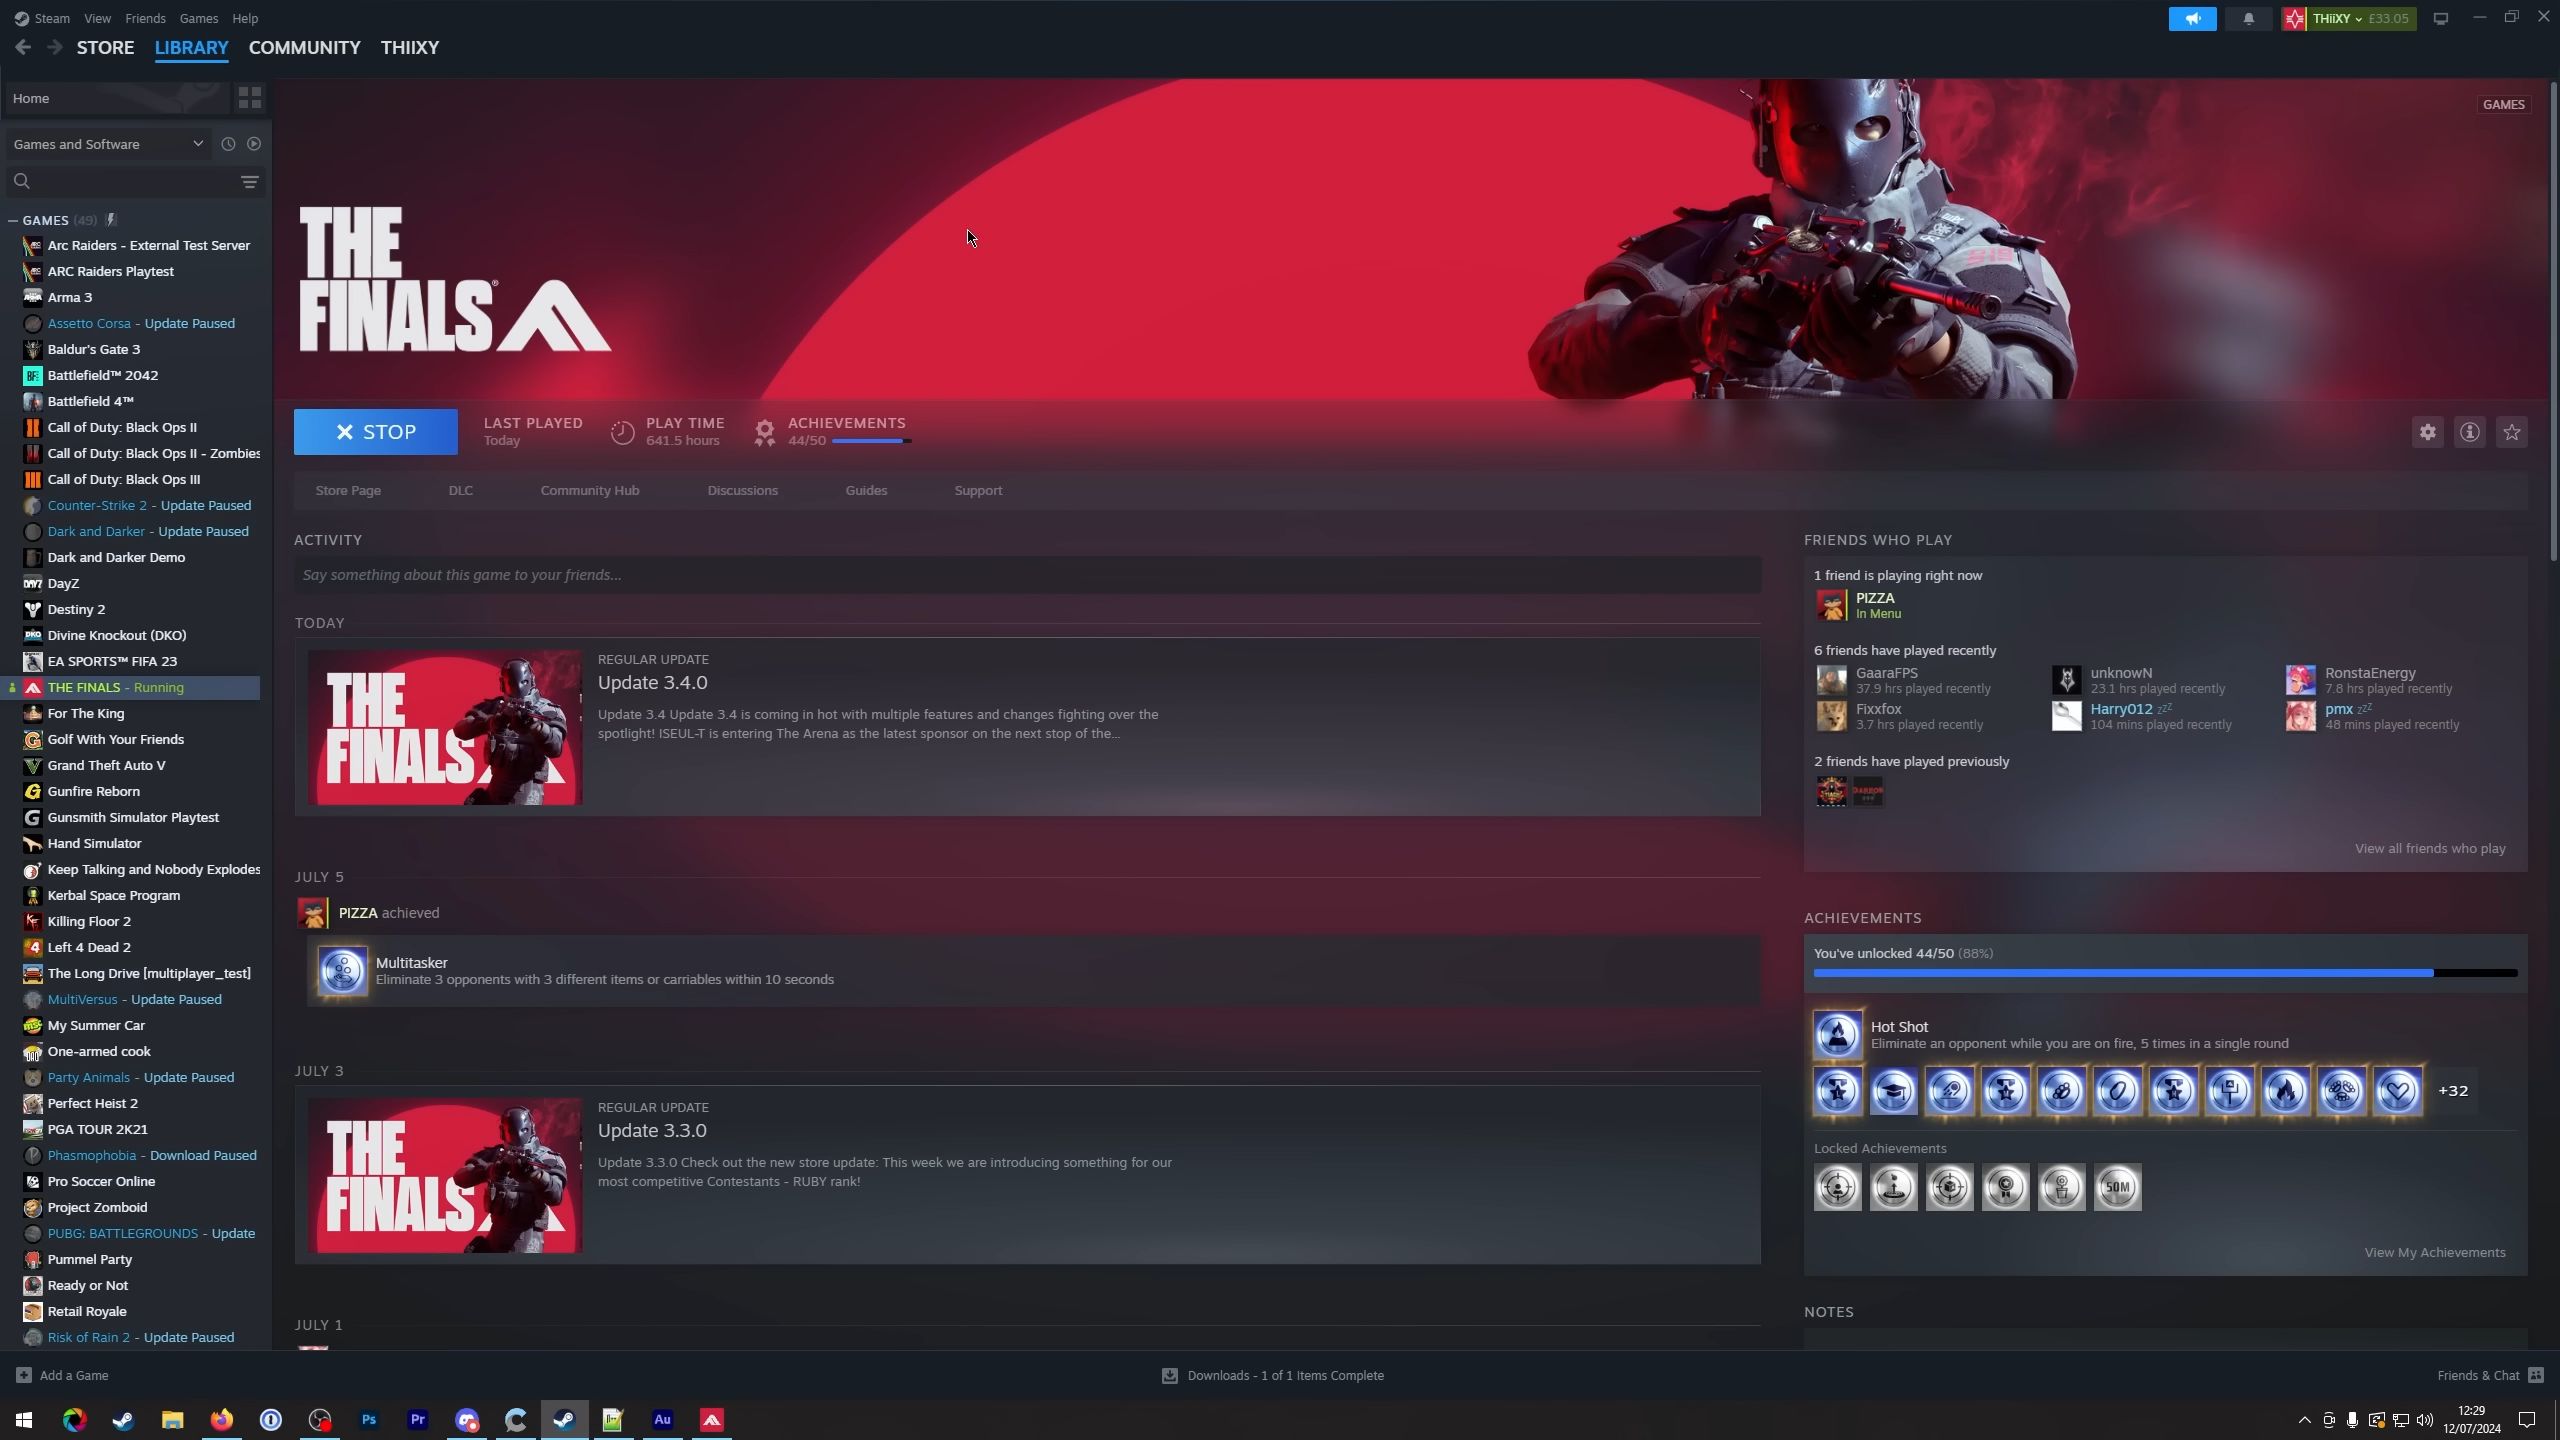 Steam View Friends Games Help
THiiXY £33.05
STORE LIBRARY COMMUNITY THIIXY
Home
GAMES
Games and Software
GAMES (49)
Arc Raiders - External Test Server
ARC Raiders Playtest
Arma 3
Assetto Corsa - Update Paused
Baldur's Gate 3
Battlefield™ 2042
Battlefield 4™
Call of Duty: Black Ops II
Call of Duty: Black Ops II - Zombies
Call of Duty: Black Ops III
Counter-Strike 2 - Update Paused
Dark and Darker - Update Paused
Dark and Darker Demo
DayZ
Destiny 2
Divine Knockout (DKO)
EA SPORTS™ FIFA 23
THE FINALS - Running
For The King
Golf With Your Friends
Grand Theft Auto V
Gunfire Reborn
Gunsmith Simulator Playtest
Hand Simulator
Keep Talking and Nobody Explodes
Kerbal Space Program
Killing Floor 2
Left 4 Dead 2
The Long Drive [multiplayer_test]
MultiVersus - Update Paused
My Summer Car
One-armed cook
Party Animals - Update Paused
Perfect Heist 2
PGA TOUR 2K21
Phasmophobia - Download Paused
Pro Soccer Online
Project Zomboid
PUBG: BATTLEGROUNDS - Update
Pummel Party
Ready or Not
Retail Royale
Risk of Rain 2 - Update Paused
THE
FINALS
STOP
LAST PLAYED
Today
PLAY TIME
641.5 hours
ACHIEVEMENTS
44/50
Store Page DLC Community Hub Discussions Guides Support
ACTIVITY
Say something about this game to your friends...
TODAY
THE
FINALS
REGULAR UPDATE
Update 3.4.0
Update 3.4 Update 3.4 is coming in hot with multiple features and changes fighting over the
spotlight! ISEUL-T is entering The Arena as the latest sponsor on the next stop of the...
JULY 5
PIZZA achieved
Multitasker
Eliminate 3 opponents with 3 different items or carriables within 10 seconds
JULY 3
THE
FINALS
REGULAR UPDATE
Update 3.3.0
Update 3.3.0 Check out the new store update: This week we are introducing something for our
most competitive Contestants - RUBY rank!
JULY 1
FRIENDS WHO PLAY
1 friend is playing right now
PIZZA
In Menu
6 friends have played recently
GaaraFPS
37.9 hrs played recently
unknowN
23.1 hrs played recently
RonstaEnergy
7.8 hrs played recently
Fixxfox
3.7 hrs played recently
Harry012 zzz
104 mins played recently
pmx zzz
48 mins played recently
2 friends have played previously
View all friends who play
ACHIEVEMENTS
You've unlocked 44/50 (88%)
Hot Shot
Eliminate an opponent while you are on fire, 5 times in a single round
+32
Locked Achievements
50M
View My Achievements
NOTES
Add a Game
Downloads - 1 of 1 Items Complete
Friends & Chat
Ps Pr Au
12:29
12/07/2024